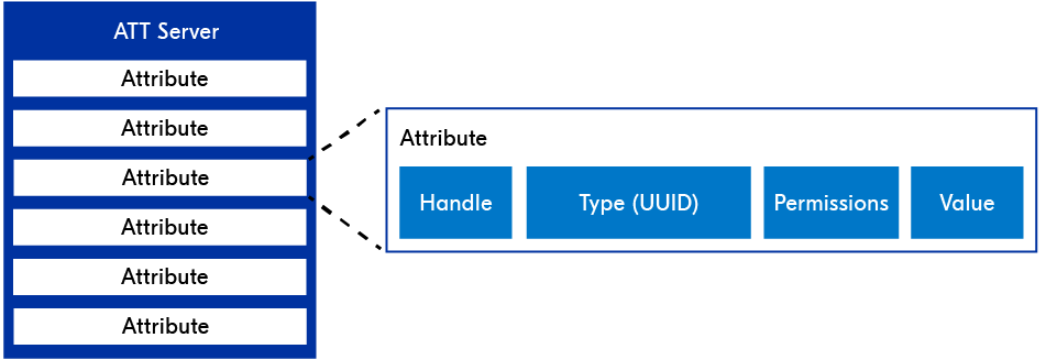 ATT Server
Attribute
Attribute
Attribute
Attribute
Attribute
Attribute
Attribute
Handle
Type (UUID)
Permissions
Value